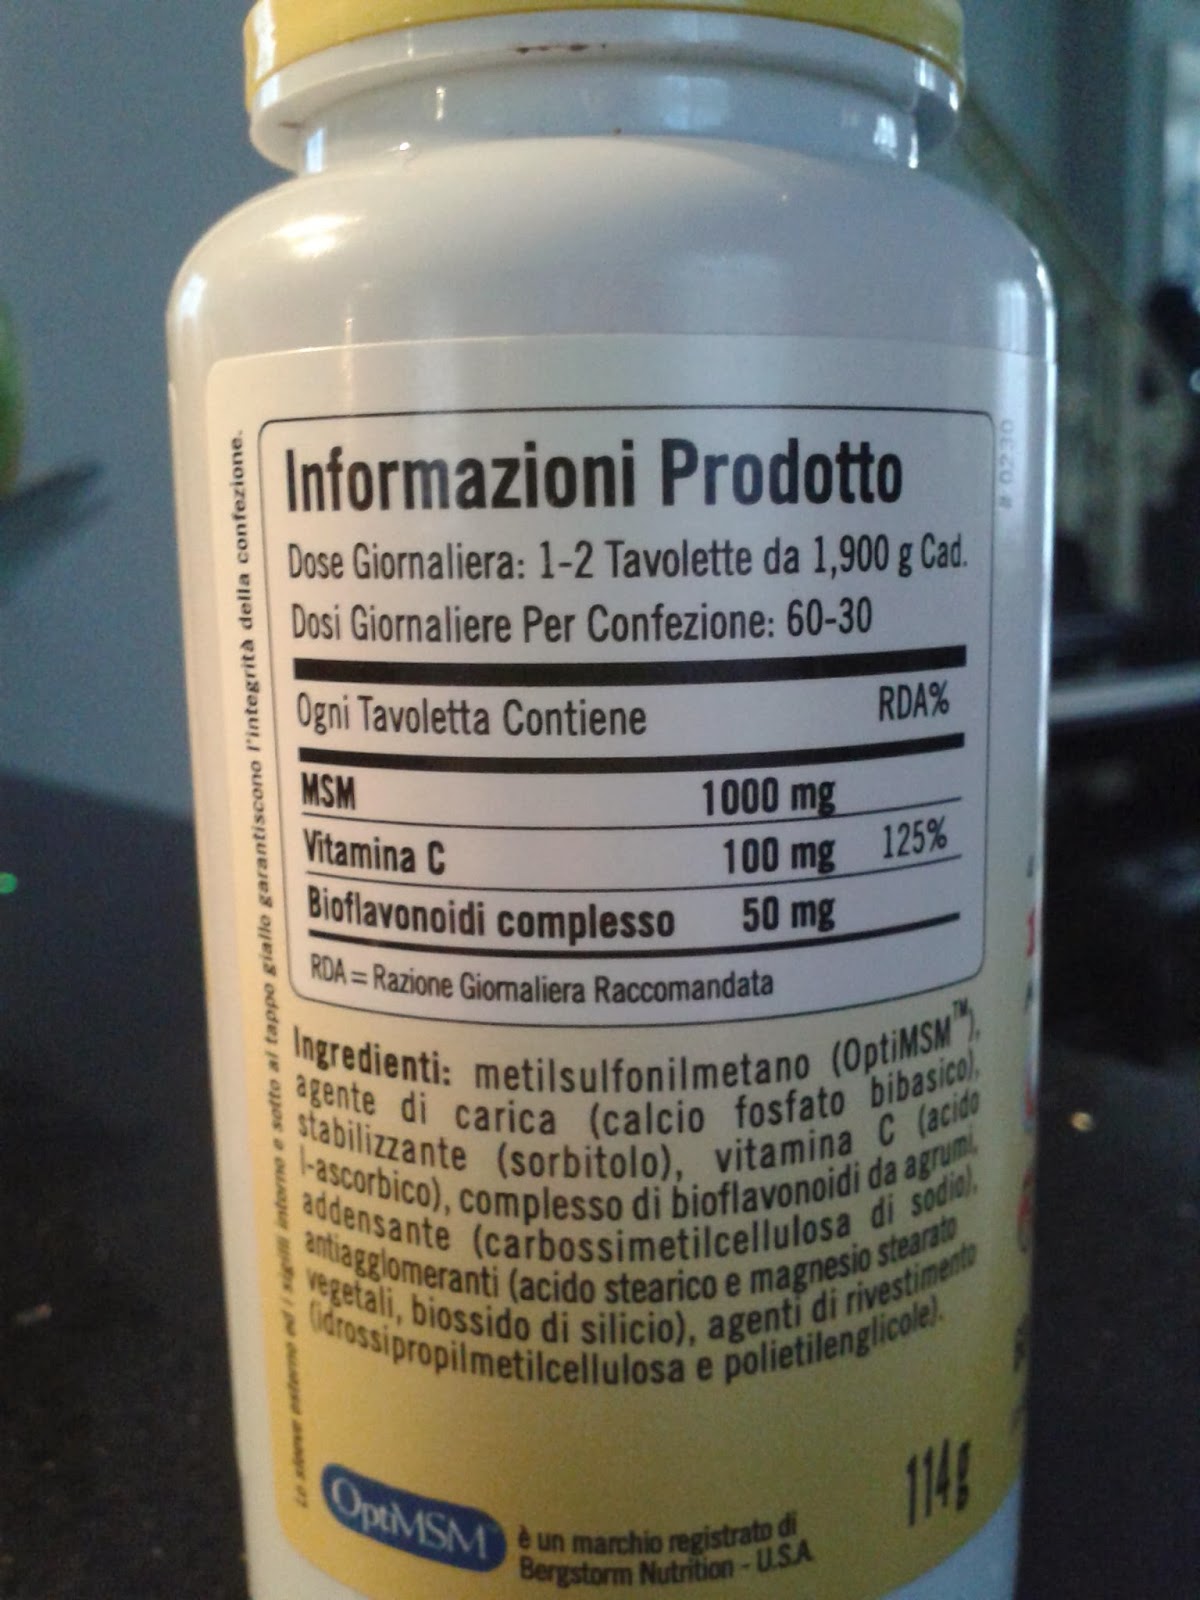 Informazioni Prodotto
Dose Giornaliera: 1-2 Tavolette da 1,900 g Cad.
Dosi Giornaliere Per Confezione: 60-30
Ogni Tavoletta Contiene RDA%
MSM 1000 mg
Vitamina C 100 mg 125%
Bioflavonoidi complesso 50 mg
RDA = Razione Giornaliera Raccomandata
Ingredienti: metilsulfonilmetano (OptiMSM™),
agente di carica (calcio fosfato bibasico),
stabilizzante (sorbitolo), vitamina C (acido
l-ascorbico), complesso di bioflavonoidi da agrumi,
addensante (carbossimetilcellulosa di sodio),
antiagglomeranti (acido stearico e magnesio stearato
vegetali, biossido di silicio), agenti di rivestimento
(idrossipropilmetilcellulosa e polietilenglicole).
114g
OptiMSM™
è un marchio registrato di
Bergstorm Nutrition - U.S.A
Lo sleeve esterno ed i sigilli intorno e sotto al tappo giallo garantiscono l'integrità della confezione.
# 0230